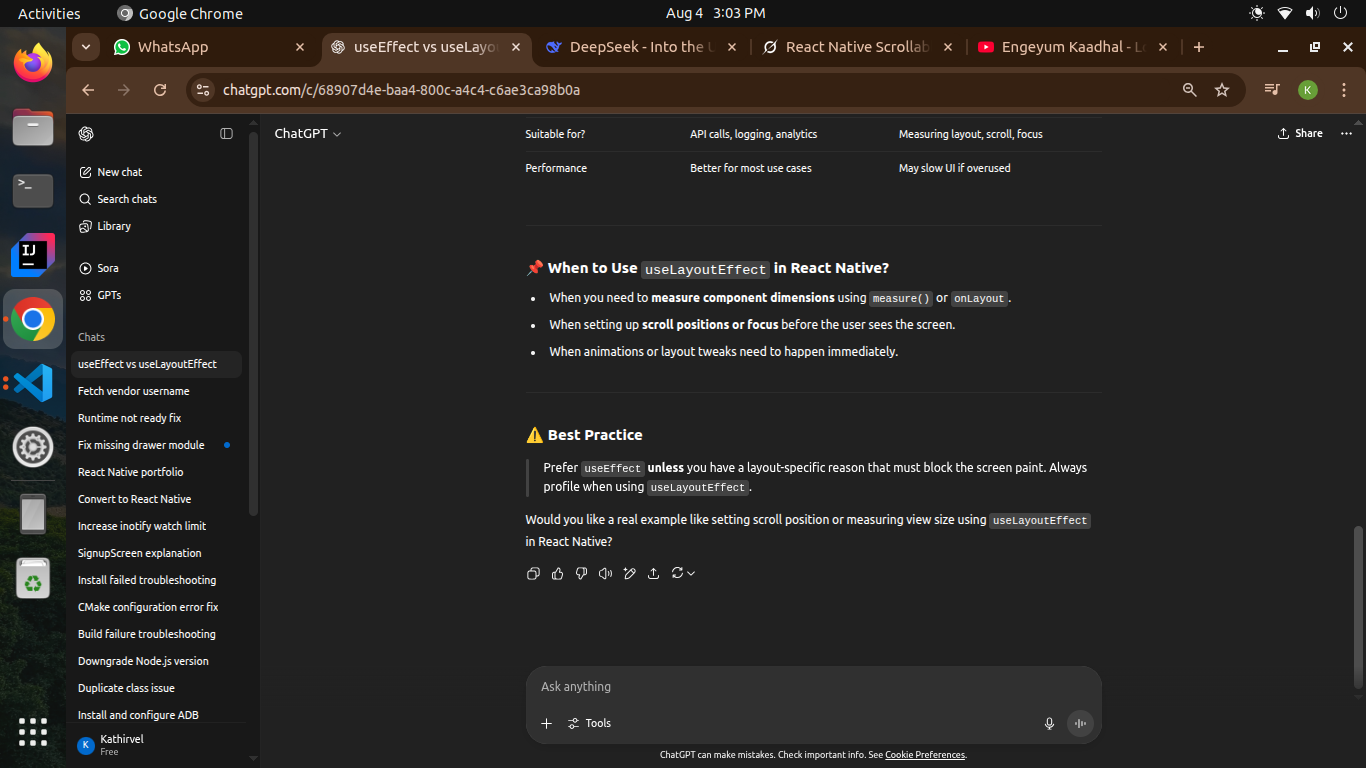 Activities
Google Chrome
Aug 4 3:03 PM
WhatsApp
useEffect vs useLayo
DeepSeek - Into the U
React Native Scrollab
Engeyum Kaadhal - Lo
chatgpt.com/c/68907d4e-baa4-800c-a4c4-c6ae3ca98b0a
K
New chat
Search chats
Library
Sora
GPTs
Chats
useEffect vs useLayoutEffect
Fetch vendor username
Runtime not ready fix
Fix missing drawer module
React Native portfolio
Convert to React Native
Increase inotify watch limit
SignupScreen explanation
Install failed troubleshooting
CMake configuration error fix
Build failure troubleshooting
Downgrade Node.js version
Duplicate class issue
Install and configure ADB
K
Kathirvel
Free
ChatGPT
Share
Suitable for? API calls, logging, analytics Measuring layout, scroll, focus
Performance Better for most use cases May slow UI if overused
📌 When to Use useLayoutEffect in React Native?
• When you need to measure component dimensions using measure() or onLayout.
• When setting up scroll positions or focus before the user sees the screen.
• When animations or layout tweaks need to happen immediately.
⚠️ Best Practice
Prefer useEffect unless you have a layout-specific reason that must block the screen paint. Always
profile when using useLayoutEffect.
Would you like a real example like setting scroll position or measuring view size using useLayoutEffect
in React Native?
Ask anything
Tools
ChatGPT can make mistakes. Check important info. See Cookie Preferences.
IJ